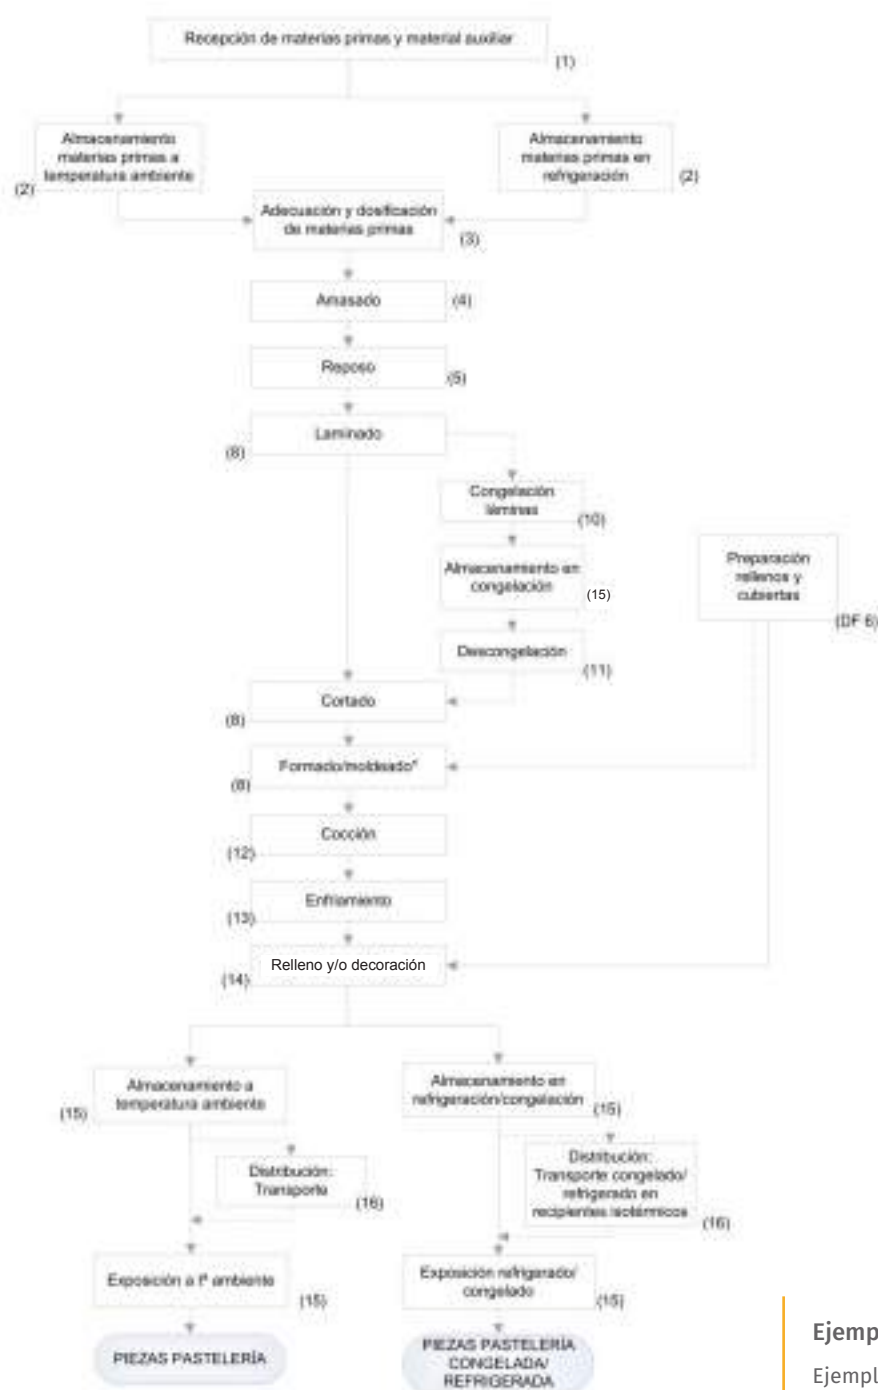 Recepción de materias primas y material auxiliar
(1)
Almacenamiento
materias primas a
temperatura ambiente
(2)
Almacenamiento
materias primas en
refrigeración
(2)
Adecuación y dosificación
de materias primas
(3)
Amasado
(4)
Reposo
(5)
Laminado
(8)
Congelación
láminas
(10)
Almacenamiento en
congelación
(15)
Descongelación
(11)
Preparación
rellenos y
cubiertas
(DF 6)
Cortado
(8)
Formado/moldeado*
(8)
Cocción
(12)
Enfriamiento
(13)
Relleno y/o decoración
(14)
Almacenamiento a
temperatura ambiente
(15)
Almacenamiento en
refrigeración/congelación
(15)
Distribución:
Transporte
(16)
Distribución:
Transporte congelado/
refrigerado en
recipientes isotérmicos
(16)
Exposición a tª ambiente
(15)
Exposición refrigerado/
congelado
(15)
PIEZAS PASTELERÍA
PIEZAS PASTELERÍA
CONGELADA/
REFRIGERADA
Ejemp
Ejempl